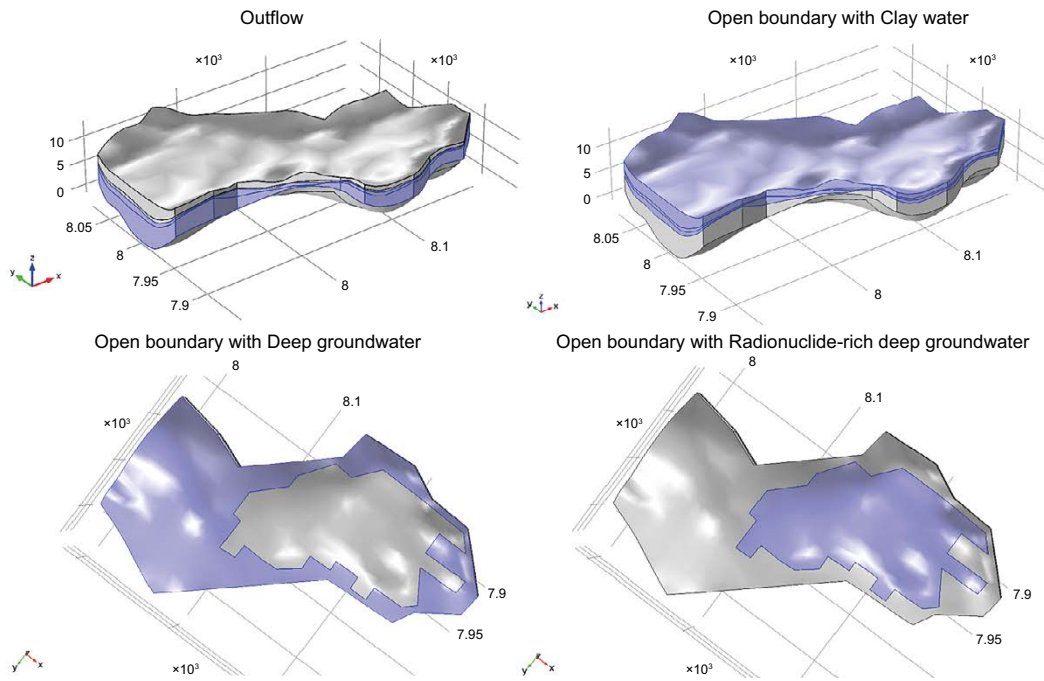 Outflow
×10³
10
5
0
8.05
8
7.95
7.9
8
8.1
z
y
x
Open boundary with Clay water
×10³
×10³
10
5
0
8.05
8
7.95
7.9
8
8.1
z
y
x
Open boundary with Deep groundwater
8
8.1
×10³
7.9
7.95
×10³
y
x
Open boundary with Radionuclide-rich deep groundwater
8
8.1
×10³
7.9
7.95
×10³
y
x